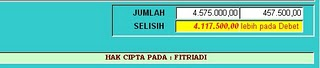 JUMLAH 4.575.000,00 457.500,00
SELISIH 4.117.500,00 lebih pada Debet
HAK CIPTA PADA : FITRIADI